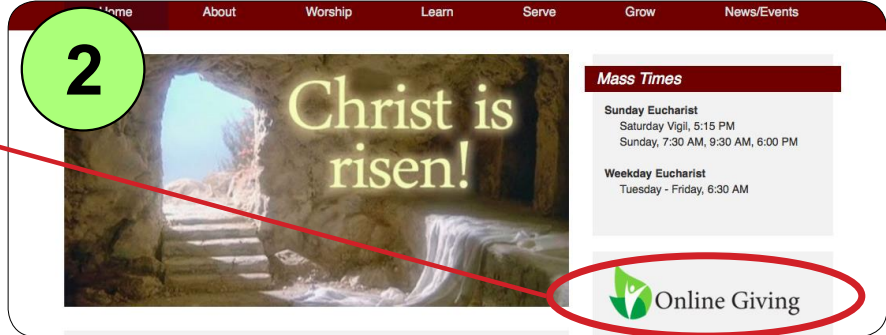 Home About Worship Learn Serve Grow News/Events
2
Christ is
risen!
Mass Times
Sunday Eucharist
Saturday Vigil, 5:15 PM
Sunday, 7:30 AM, 9:30 AM, 6:00 PM
Weekday Eucharist
Tuesday - Friday, 6:30 AM
Online Giving